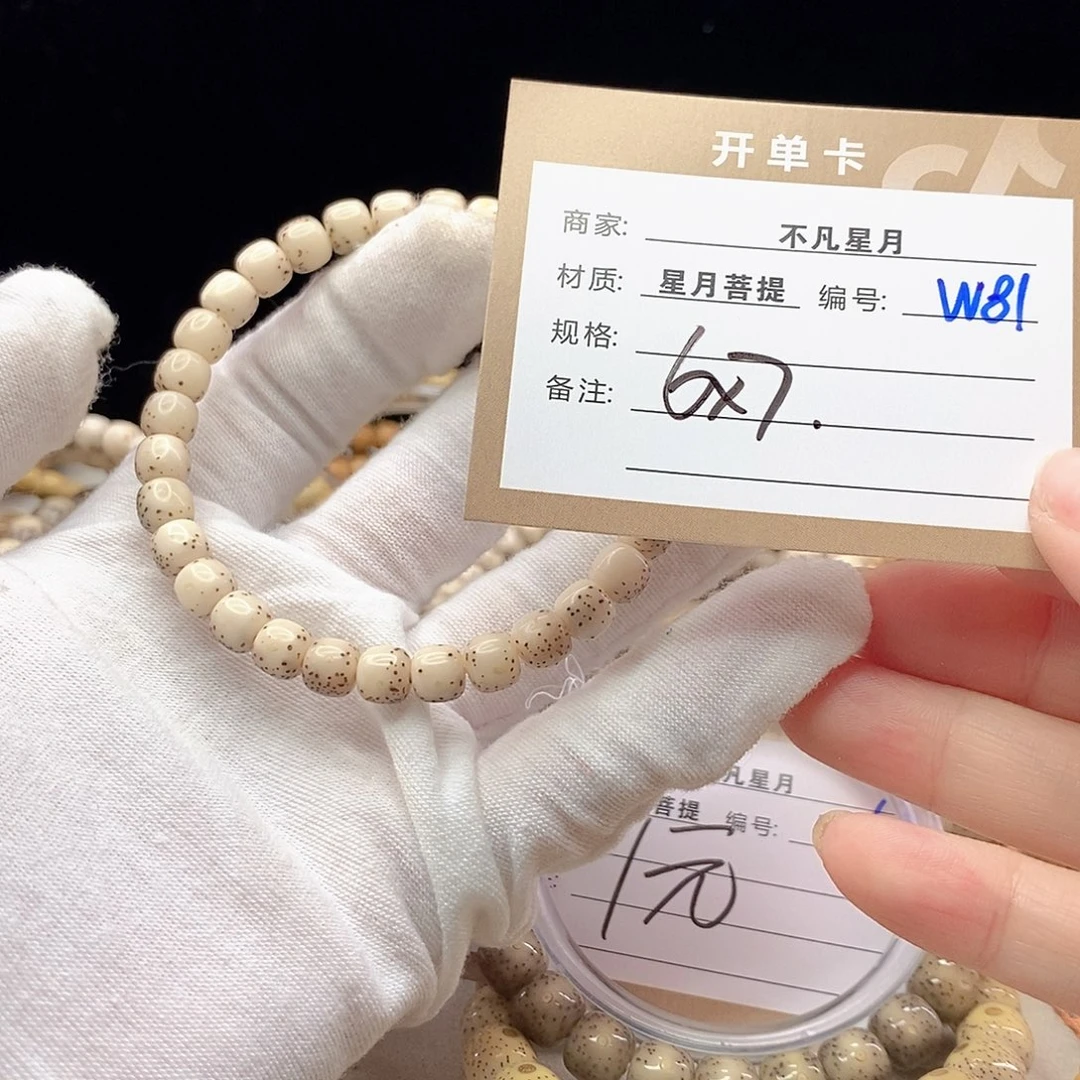 开单卡
商家: 不凡星月
材质: 星月菩提 编号: W81
规格:
备注: 6x7.
凡星月
菩提 编号:
1元